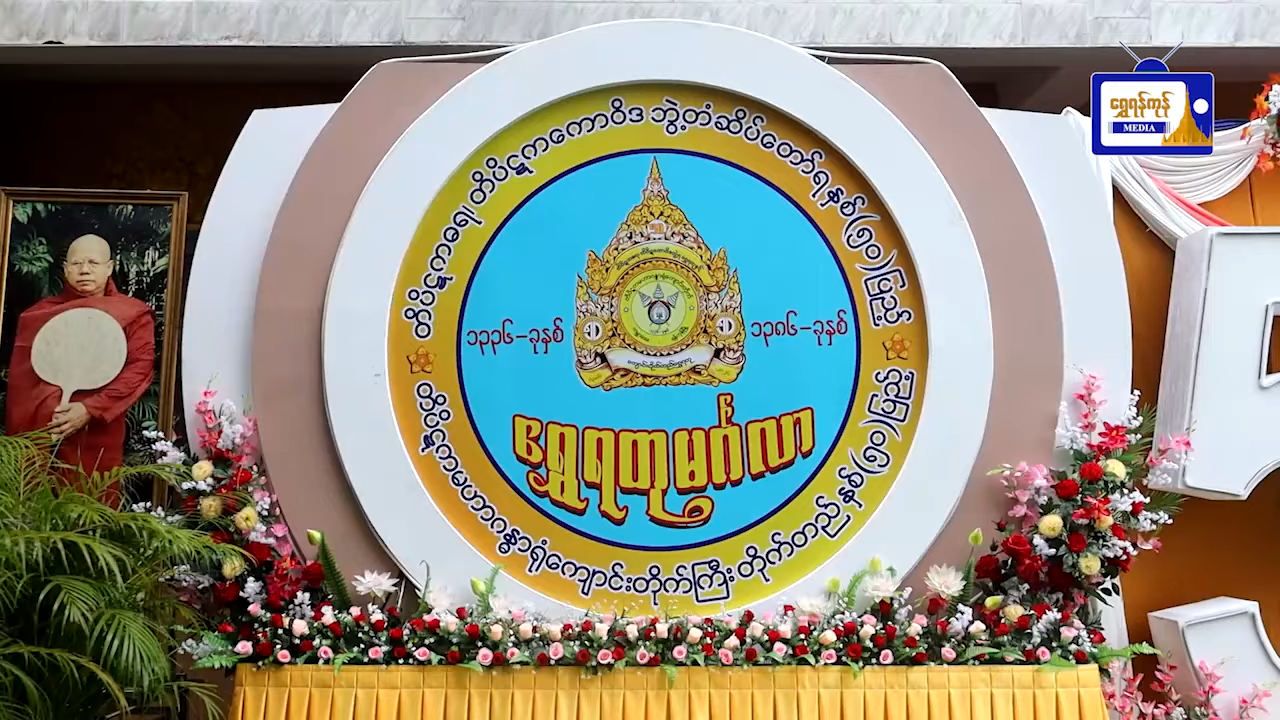 ရွှေရန်ကုန်
MEDIA
တိပိဋကဓရ တိပိဋကကောဝိဒ ဘွဲ့တံဆိပ်တော်ရ နှစ်(၅၀)ပြည့်
၁၃၃၆-ခုနှစ်
၁၃၈၆-ခုနှစ်
ရွှေရတုမင်္ဂလာ
တိပိဋကမဟာဂန္ဓာရုံကျောင်းတိုက်ကြီး တိုက်တည်နှစ်(၅၀)ပြည့်